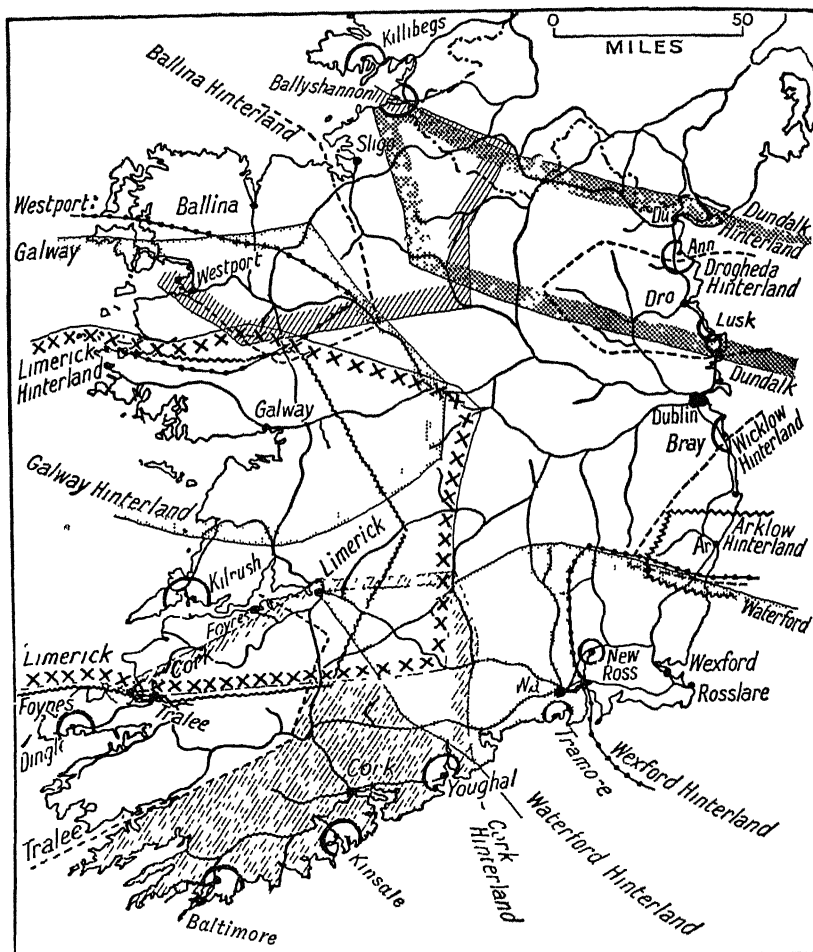 0 50
MILES
Killibegs
Ballina Hinterland
Ballyshannon
Sligo
Westport:
Ballina
Galway
Westport
Du
Dundalk
Hinterland
Ann
Drogheda
Hinterland
Dro
Lusk
Limerick
Hinterland
Dundalk
Galway
Dublin
Bray
Wicklow
Hinterland
Galway Hinterland
Arklow
Hinterland
Ar
Limerick
Kilrush
Foynes
Waterford
Limerick
Cork
New
Ross
Wexford
Rosslare
Foynes
Tralee
Dingle
Tramore
Cork
Youghal
Wexford Hinterland
Tralee
Cork
Hinterland
Waterford Hinterland
Kinsale
Baltimore